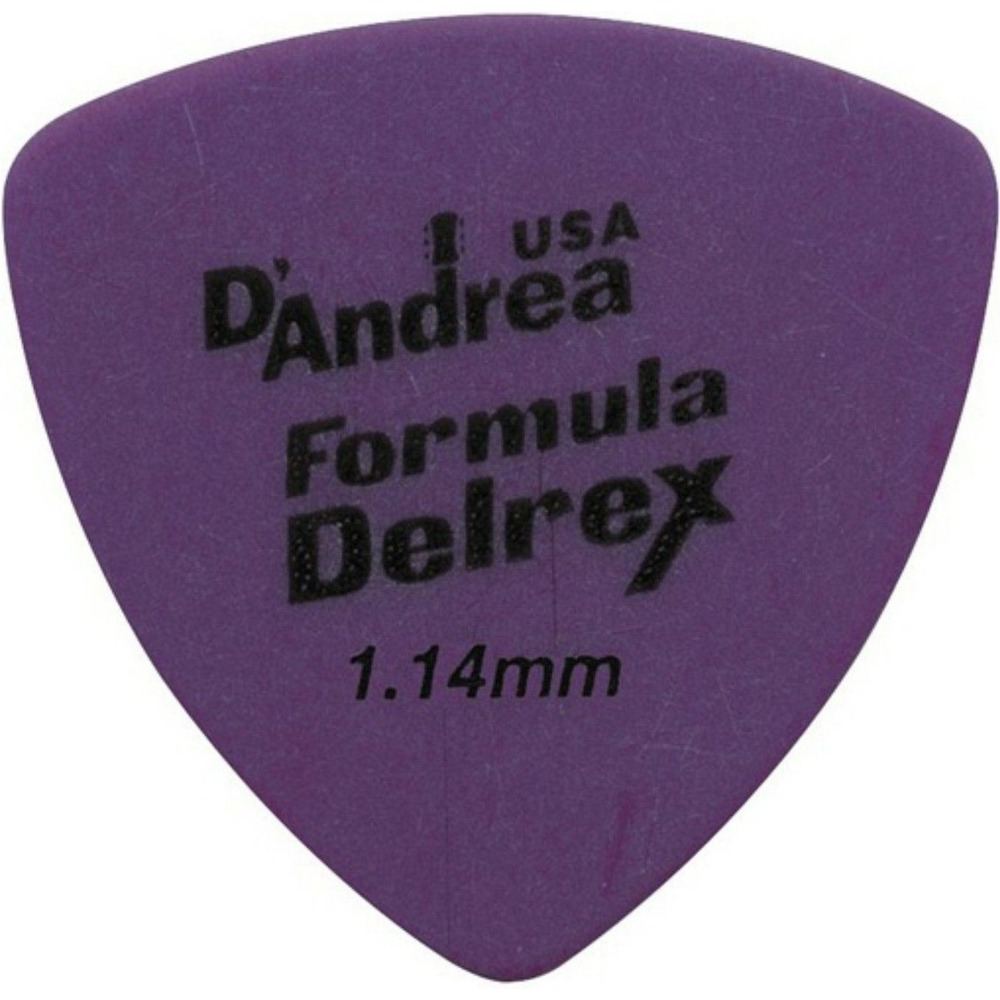 D'Andrea USA
Formula
Delrex
1.14mm